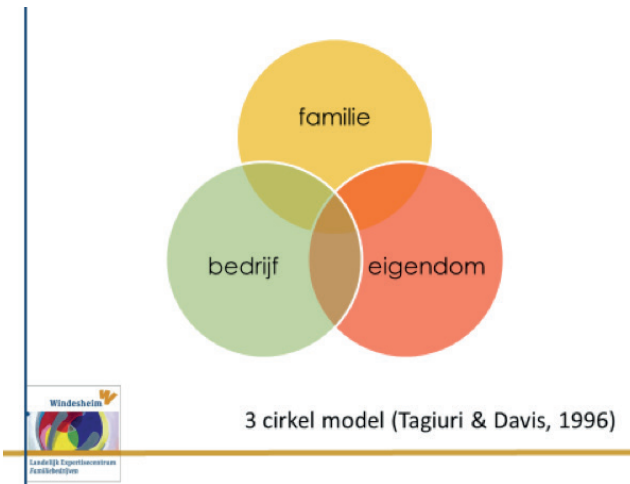 familie
bedrijf
eigendom
3 cirkel model (Tagiuri & Davis, 1996)
Windesheim
Landelijk Expertisecentrum
Familiebedrijven